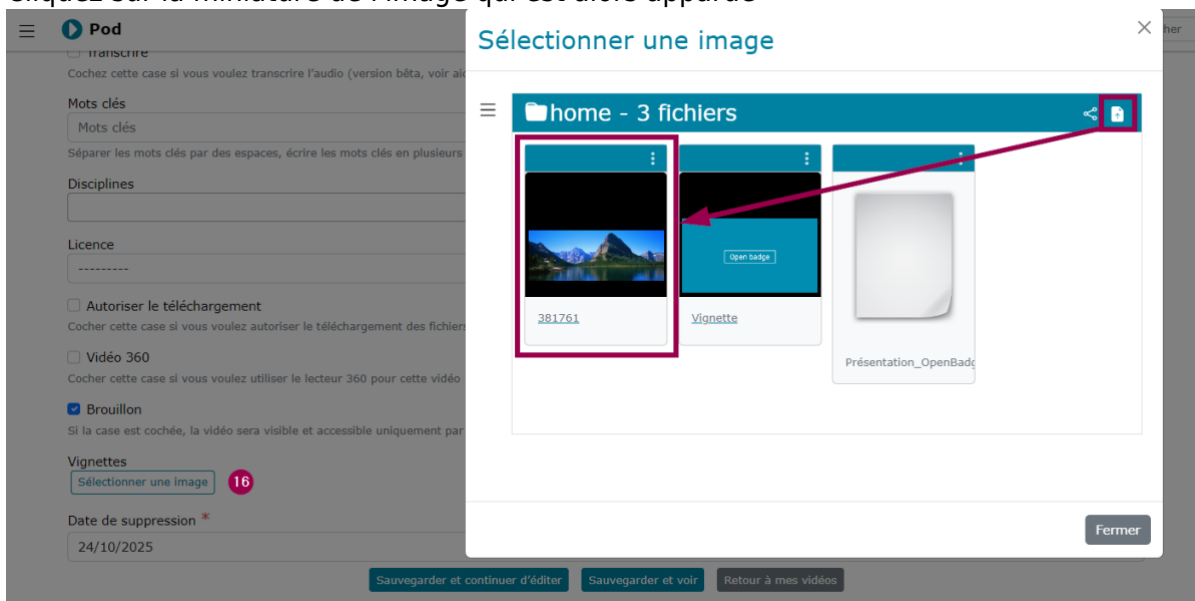 Pod
Transcrire
Cochez cette case si vous voulez transcrire l'audio (version bêta, voir
Mots clés
Mots clés
Séparer les mots clés par des espaces, écrire les mots clés en plusieurs
Disciplines
Licence
---------
Autoriser le téléchargement
Cocher cette case si vous voulez autoriser le téléchargement des fichiers
Vidéo 360
Cocher cette case si vous voulez utiliser le lecteur 360 pour cette vidéo
Brouillon
Si la case est cochée, la vidéo sera visible et accessible uniquement par
Vignettes
Sélectionner une image
16
Date de suppression *
24/10/2025
Sauvegarder et continuer d'éditer
Sauvegarder et voir
Retour à mes vidéos
Sélectionner une image
her
home - 3 fichiers
Open badge
381761
Vignette
Présentation_OpenBadg
Fermer